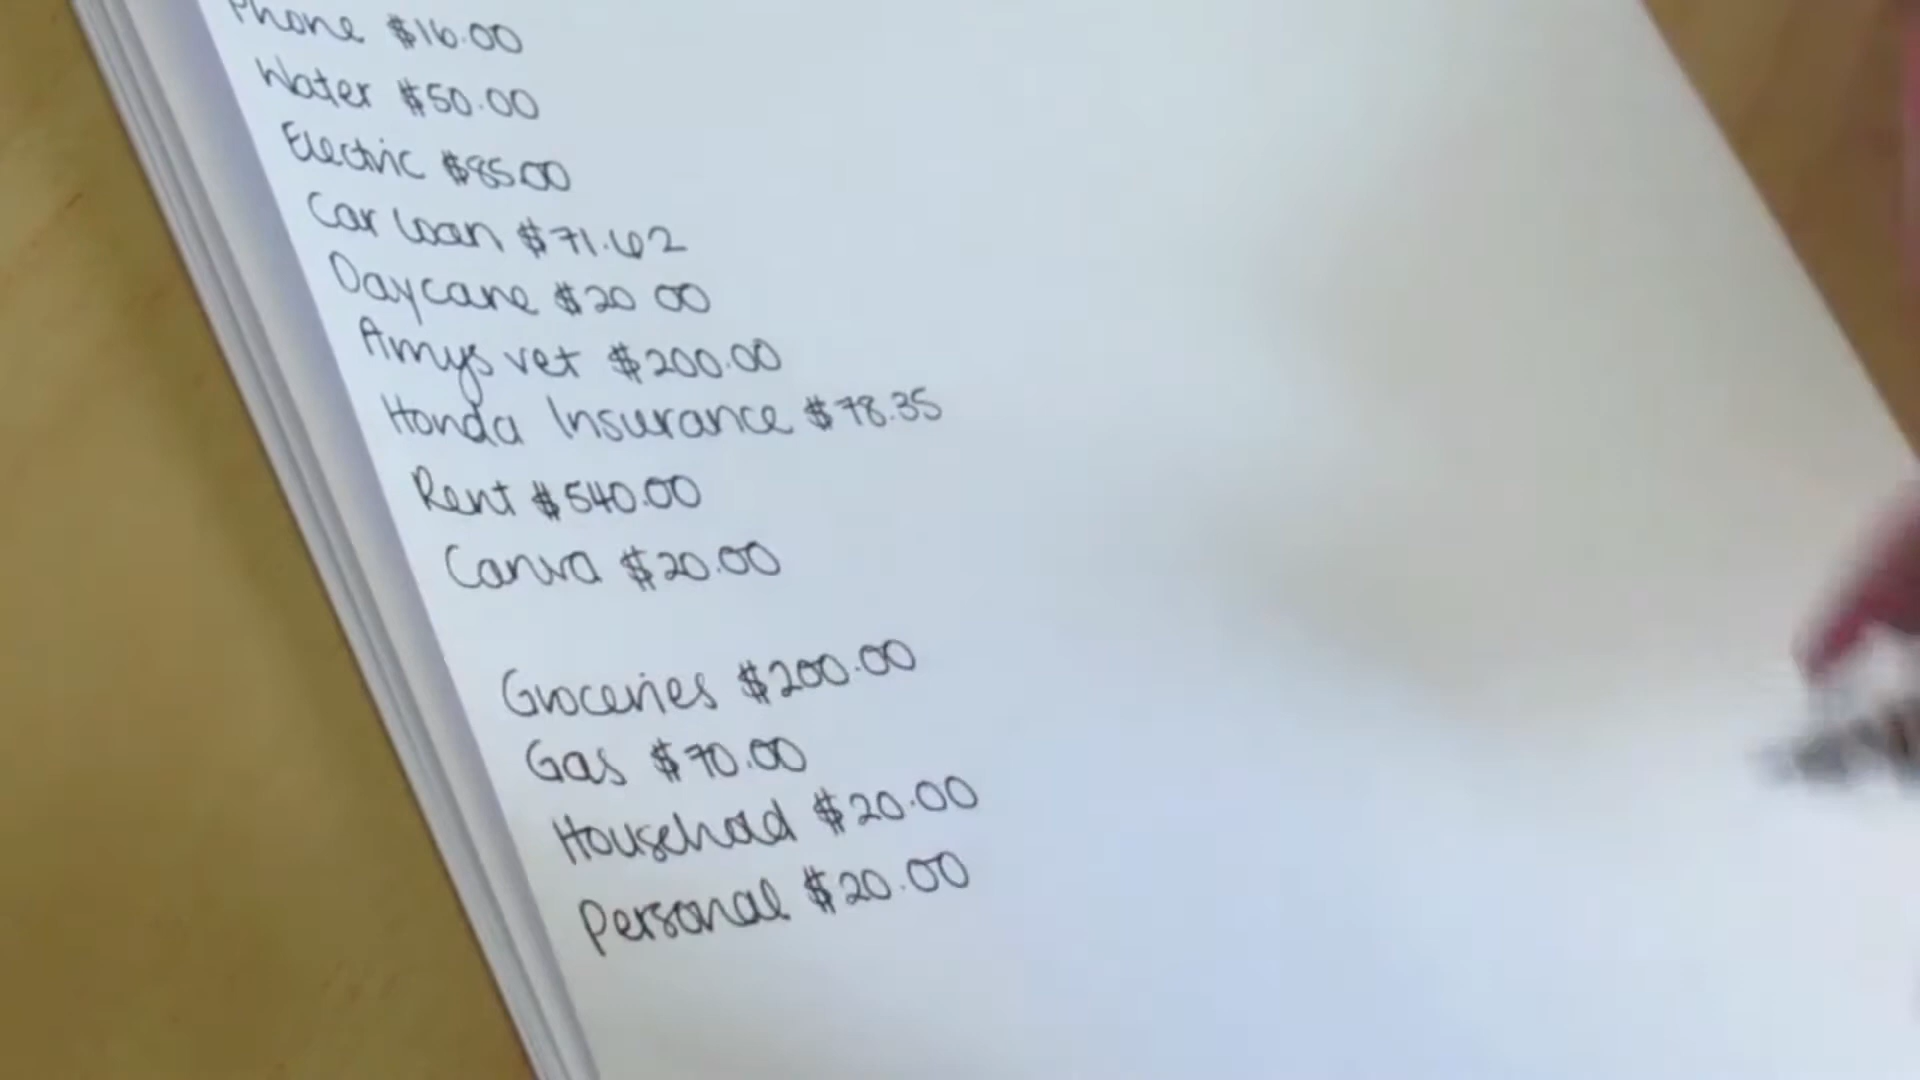 Phone $16.00
Water $50.00
Electric $85.00
Car loan $71.62
Daycare $20 00
Amys vet $200.00
Honda Insurance $78.35
Rent $540.00
Canva $20.00
Groceries $200.00
Gas $70.00
Household $20.00
Personal $20.00